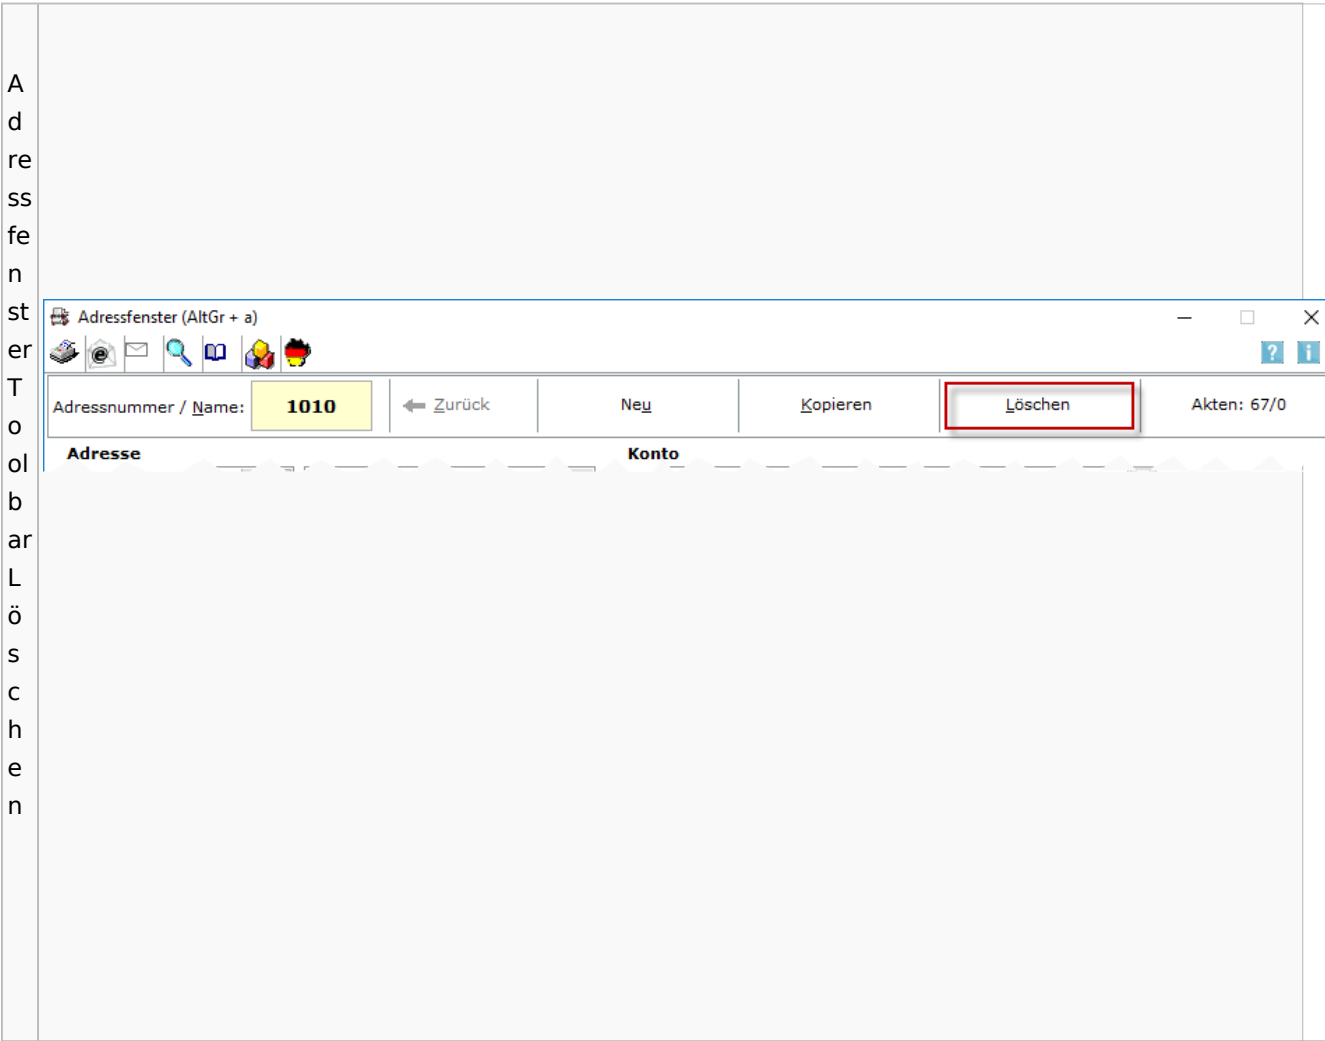 A
d
re
ss
fe
n
st
er
T
o
ol
b
ar
L
ö
s
c
h
e
n
Adressfenster (AltGr + a)
Adressnummer / Name: 1010 Zurück Neu Kopieren Löschen Akten: 67/0
Adresse Konto